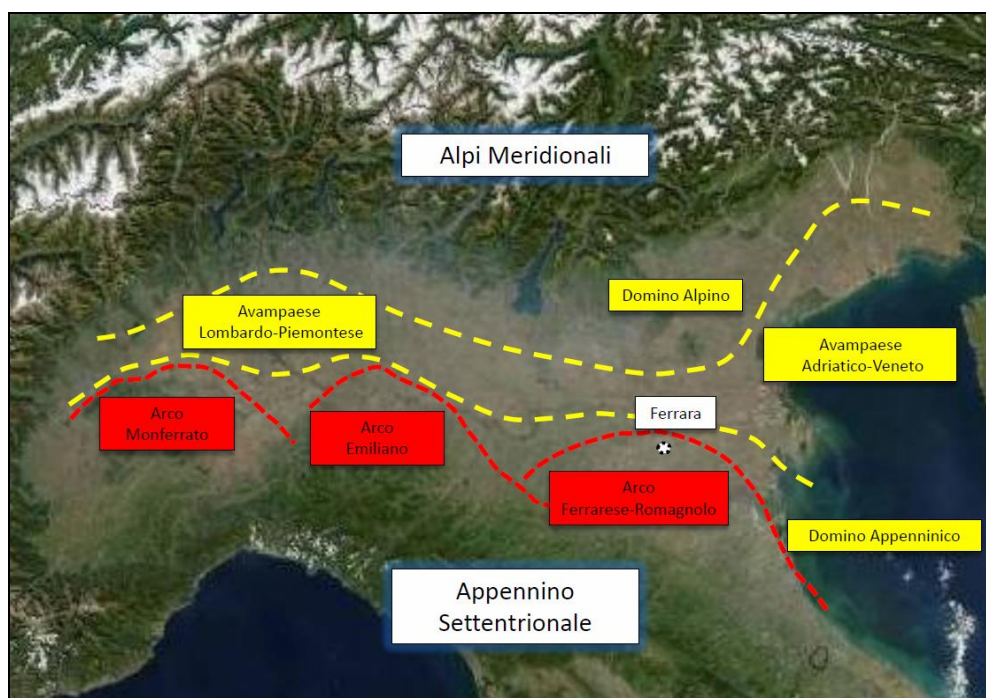 Alpi Meridionali
Domino Alpino
Avampaese
Lombardo-Piemontese
Avampaese
Adriatico-Veneto
Arco
Monferrato
Arco
Emiliano
Ferrara
Arco
Ferrarese-Romagnolo
Domino Appenninico
Appennino
Settentrionale